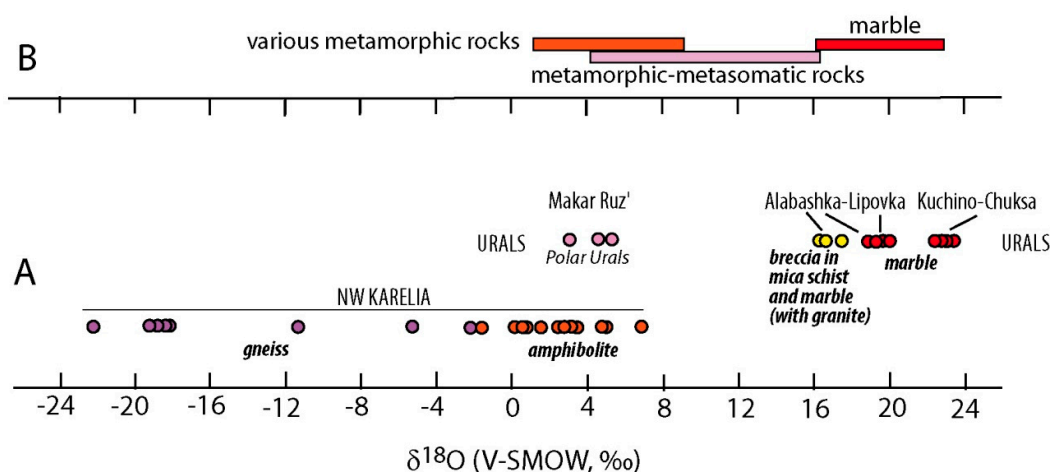 various metamorphic rocks
marble
B
metamorphic-metasomatic rocks
Makar Ruz'
Alabashka-Lipovka
Kuchino-Chuksa
URALS
Polar Urals
URALS
breccia in
mica schist
and marble
(with granite)
marble
A
NW KARELIA
gneiss
amphibolite
-24 -20 -16 -12 -8 -4 0 4 8 12 16 20 24
δ18O (V-SMOW, ‰)